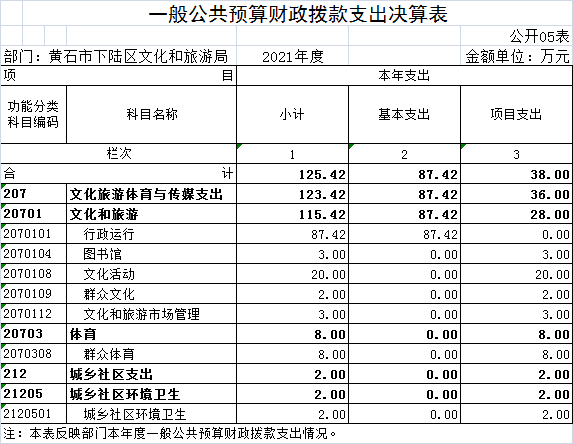 一般公共预算财政拨款支出决算表
公开05表
部门：黄石市下陆区文化和旅游局 2021年度 金额单位：万元
项 目 本年支出
功能分类科目编码 科目名称 小计 基本支出 项目支出
栏次 1 2 3
合 计 125.42 87.42 38.00
207 文化旅游体育与传媒支出 123.42 87.42 36.00
20701 文化和旅游 115.42 87.42 28.00
2070101 行政运行 87.42 87.42 0.00
2070104 图书馆 3.00 0.00 3.00
2070108 文化活动 20.00 0.00 20.00
2070109 群众文化 2.00 0.00 2.00
2070112 文化和旅游市场管理 3.00 0.00 3.00
20703 体育 8.00 0.00 8.00
2070308 群众体育 8.00 0.00 8.00
212 城乡社区支出 2.00 0.00 2.00
21205 城乡社区环境卫生 2.00 0.00 2.00
2120501 城乡社区环境卫生 2.00 0.00 2.00
注：本表反映部门本年度一般公共预算财政拨款支出情况。